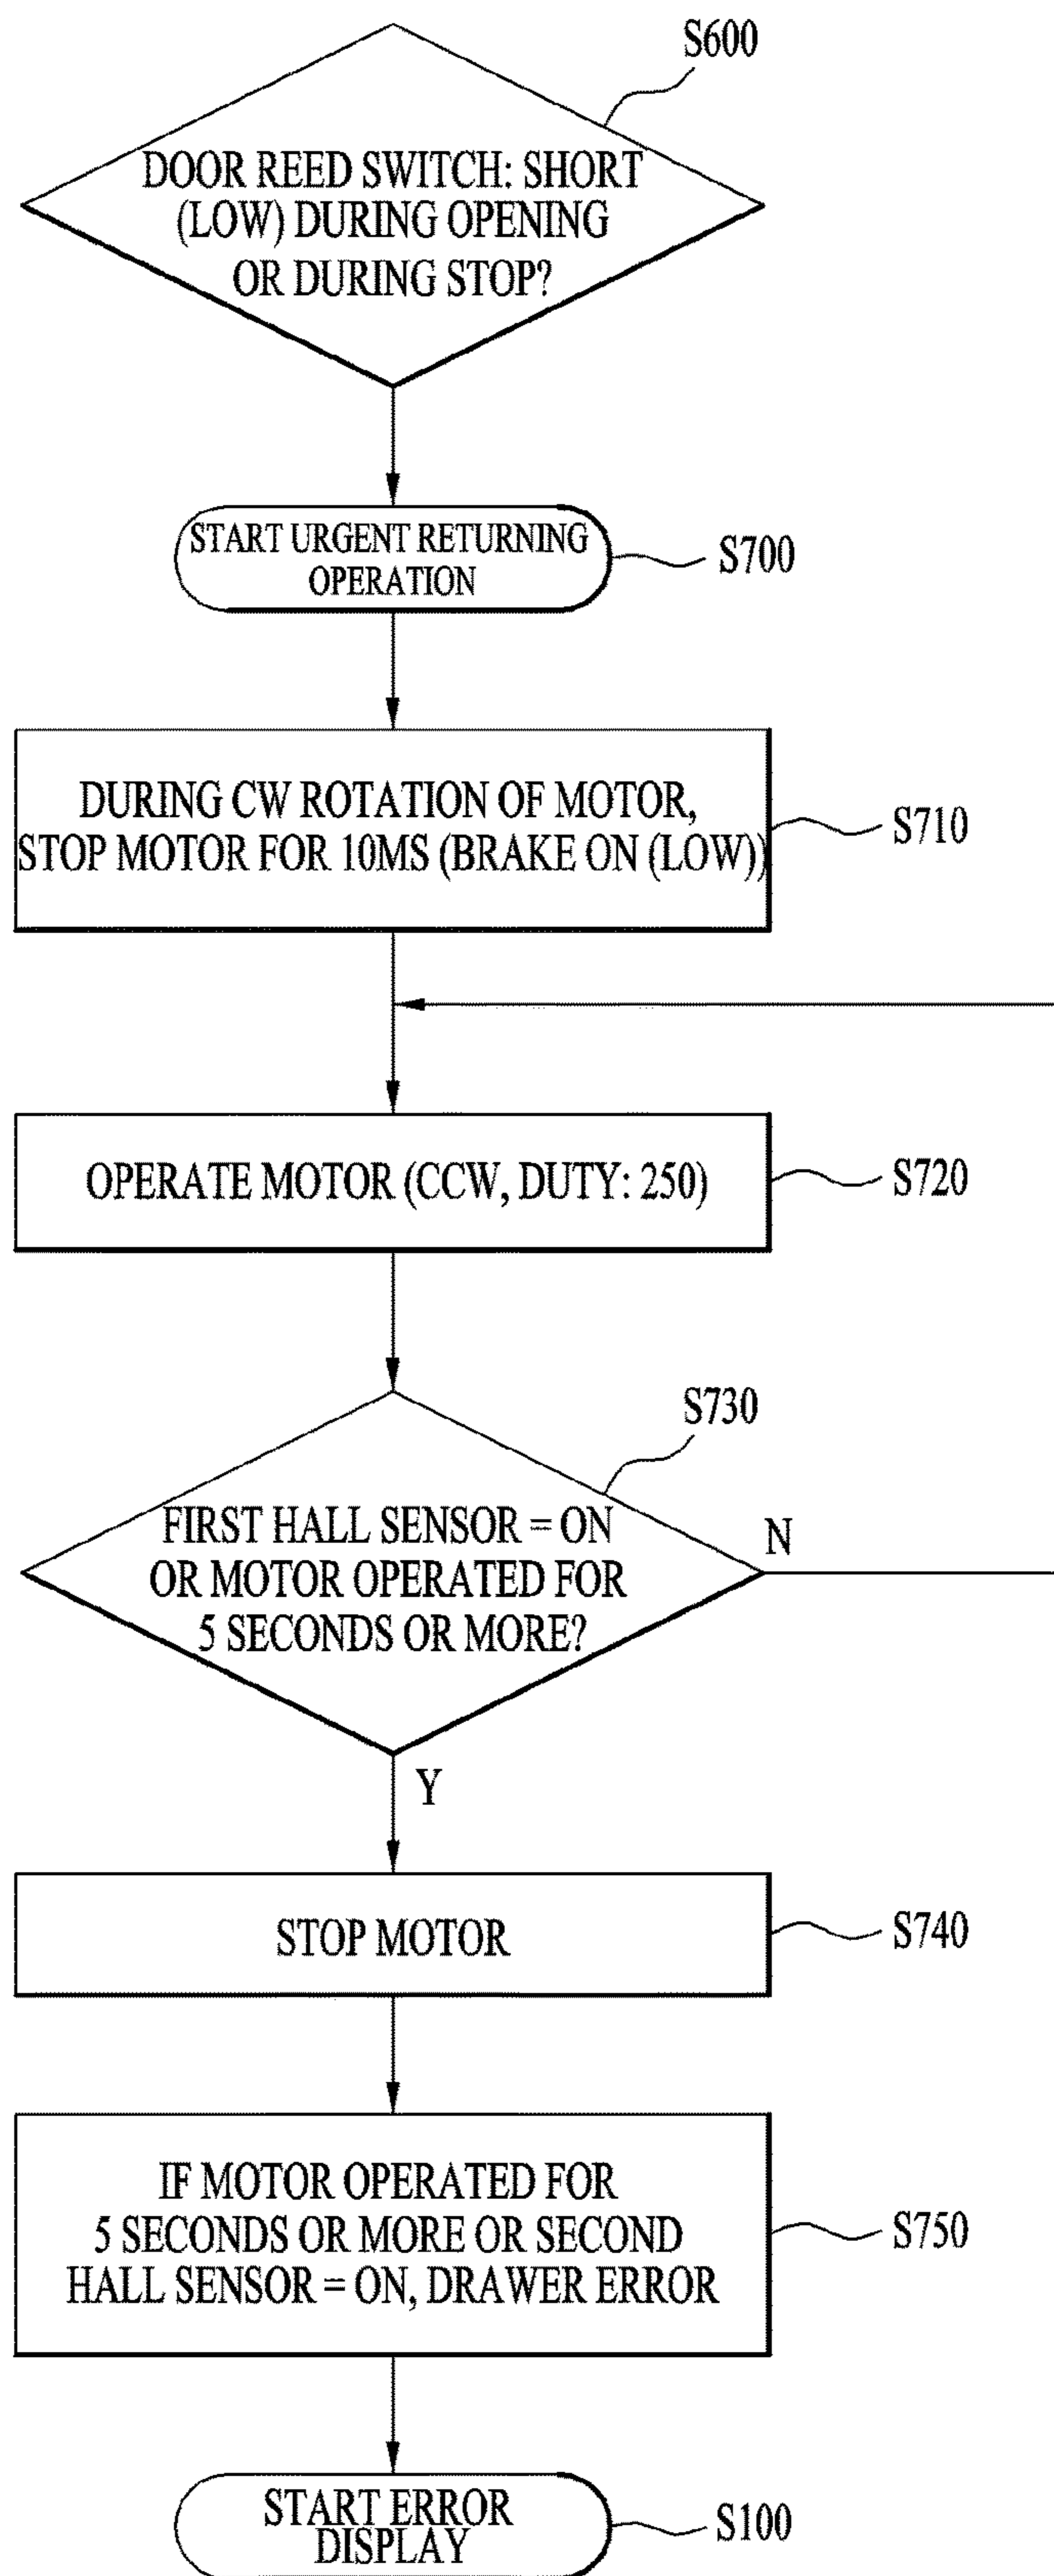 S600
DOOR REED SWITCH: SHORT
(LOW) DURING OPENING
OR DURING STOP?
START URGENT RETURNING
OPERATION
S700
DURING CW ROTATION OF MOTOR,
STOP MOTOR FOR 10MS (BRAKE ON (LOW))
S710
OPERATE MOTOR (CCW, DUTY: 250)
S720
S730
FIRST HALL SENSOR = ON
OR MOTOR OPERATED FOR
5 SECONDS OR MORE?
N
Y
STOP MOTOR
S740
IF MOTOR OPERATED FOR
5 SECONDS OR MORE OR SECOND
HALL SENSOR = ON, DRAWER ERROR
S750
START ERROR
DISPLAY
S100